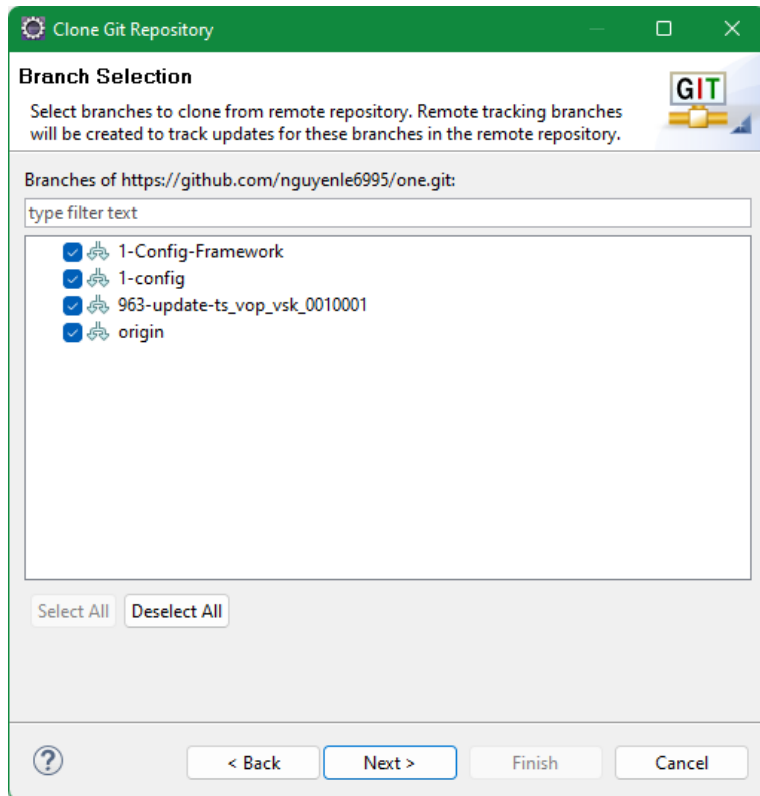 Clone Git Repository
Branch Selection
GIT
Select branches to clone from remote repository. Remote tracking branches
will be created to track updates for these branches in the remote repository.
Branches of https://github.com/nguyenle6995/one.git:
type filter text
1-Config-Framework
1-config
963-update-ts_vop_vsk_0010001
origin
Select All Deselect All
? < Back Next > Finish Cancel